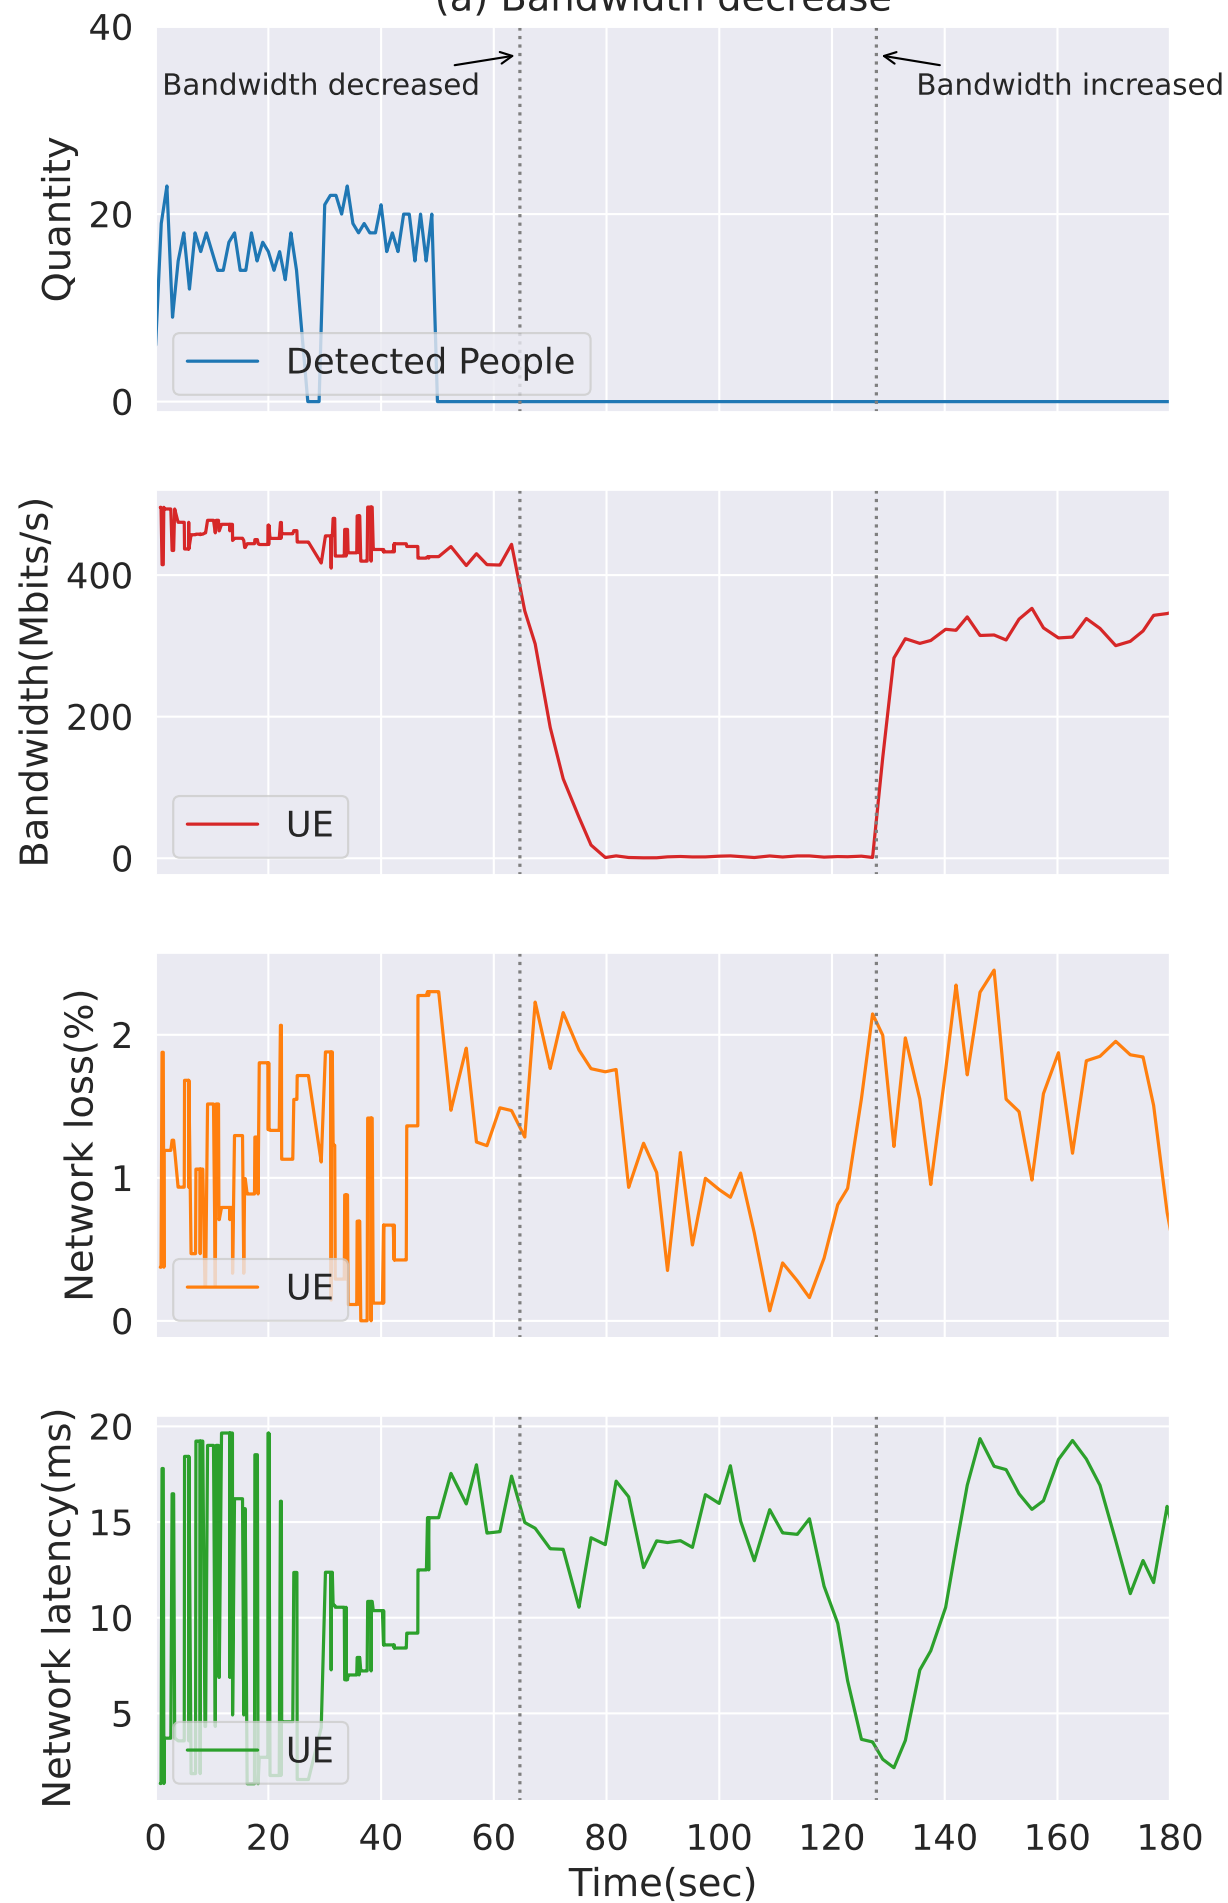 (a) Bandwidth decrease
40
Bandwidth decreased
Bandwidth increased
Quantity
20
Detected People
0
Bandwidth(Mbits/s)
400
200
UE
0
Network loss(%)
2
1
UE
0
Network latency(ms)
20
15
10
5
UE
0 20 40 60 80 100 120 140 160 180
Time(sec)